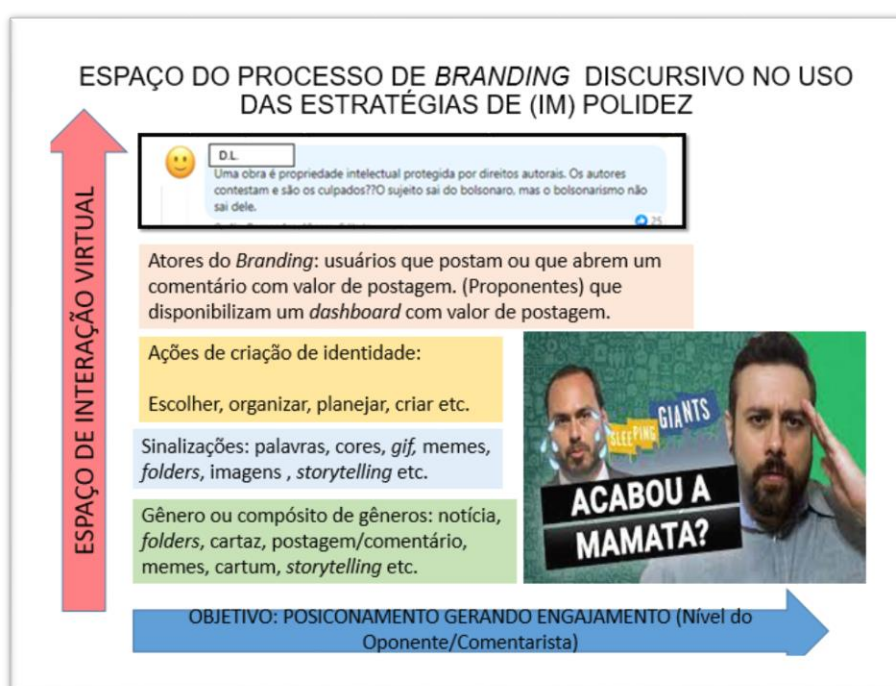 ESPAÇO DO PROCESSO DE BRANDING DISCURSIVO NO USO
DAS ESTRATÉGIAS DE (IM) POLIDEZ
D.L.
Uma obra é propriedade intelectual protegida por direitos autorais. Os autores
contestam e são os culpados??O sujeito sai do bolsonaro, mas o bolsonarismo não
sai dele.
25
Atores do Branding: usuários que postam ou que abrem um
comentário com valor de postagem. (Proponentes) que
disponibilizam um dashboard com valor de postagem.
Ações de criação de identidade:
Escolher, organizar, planejar, criar etc.
Sinalizações: palavras, cores, gif, memes,
folders, imagens , storytelling etc.
Gênero ou compósito de gêneros: notícia,
folders, cartaz, postagem/comentário,
memes, cartum, storytelling etc.
SLEEPING
GIANTS
ACABOU A
MAMATA?
ESPAÇO DE INTERAÇÃO VIRTUAL
OBJETIVO: POSICONAMENTO GERANDO ENGAJAMENTO (Nível do
Oponente/Comentarista)